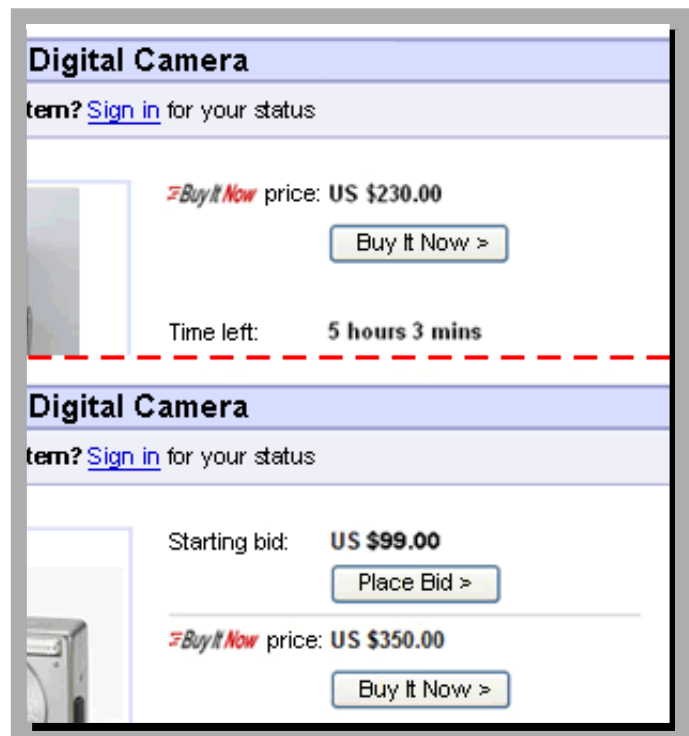 Digital Camera
tem? Sign in for your status
Buy It Now price: US $230.00
Buy It Now >
Time left: 5 hours 3 mins
Digital Camera
tem? Sign in for your status
Starting bid: US $99.00
Place Bid >
Buy It Now price: US $350.00
Buy It Now >